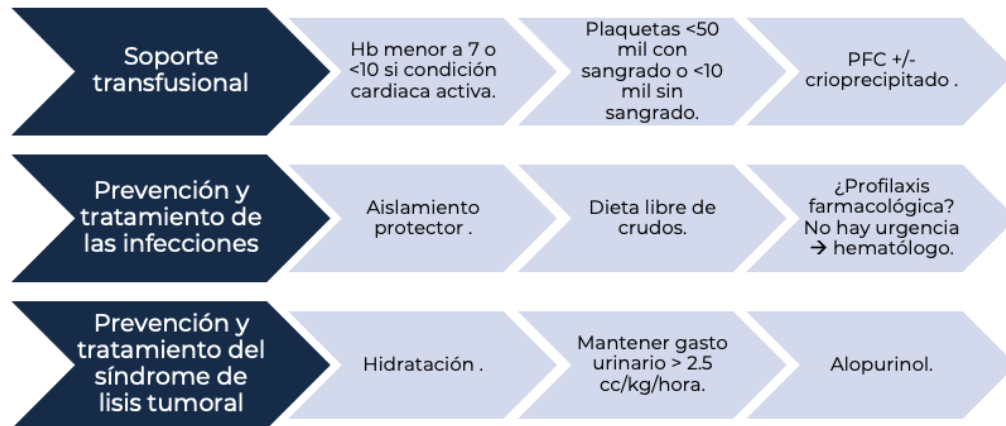 Soporte
transfusional
Hb menor a 7 o
<10 si condición
cardiaca activa.
Plaquetas <50
mil con
sangrado o <10
mil sin
sangrado.
PFC +/-
crioprecipitado .
Prevención y
tratamiento de
las infecciones
Aislamiento
protector .
Dieta libre de
crudos.
¿Profilaxis
farmacológica?
No hay urgencia
→ hematólogo.
Prevención y
tratamiento del
síndrome de
lisis tumoral
Hidratación .
Mantener gasto
urinario > 2.5
cc/kg/hora.
Alopurinol.